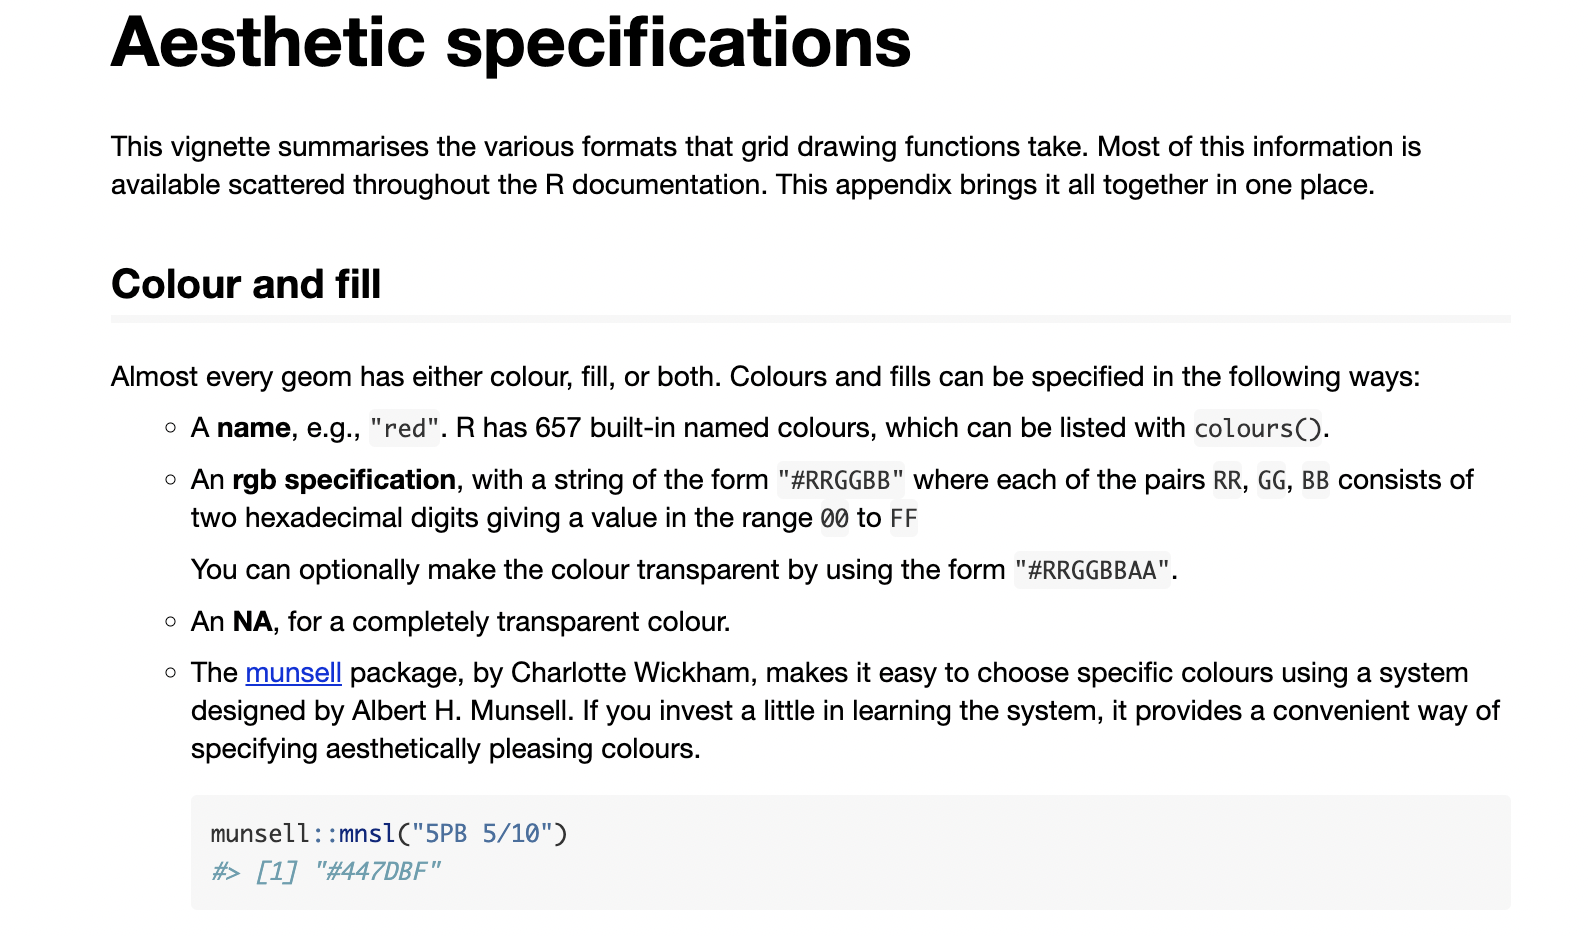 Aesthetic specifications
This vignette summarises the various formats that grid drawing functions take. Most of this information is
available scattered throughout the R documentation. This appendix brings it all together in one place.
Colour and fill
Almost every geom has either colour, fill, or both. Colours and fills can be specified in the following ways:
◦ A name, e.g., "red". R has 657 built-in named colours, which can be listed with colours().
◦ An rgb specification, with a string of the form "#RRGGBB" where each of the pairs RR, GG, BB consists of
two hexadecimal digits giving a value in the range 00 to FF
You can optionally make the colour transparent by using the form "#RRGGBBAA".
◦ An NA, for a completely transparent colour.
◦ The munsell package, by Charlotte Wickham, makes it easy to choose specific colours using a system
designed by Albert H. Munsell. If you invest a little in learning the system, it provides a convenient way of
specifying aesthetically pleasing colours.
munsell::mnsl("5PB 5/10")
#> [1] "#447DBF"